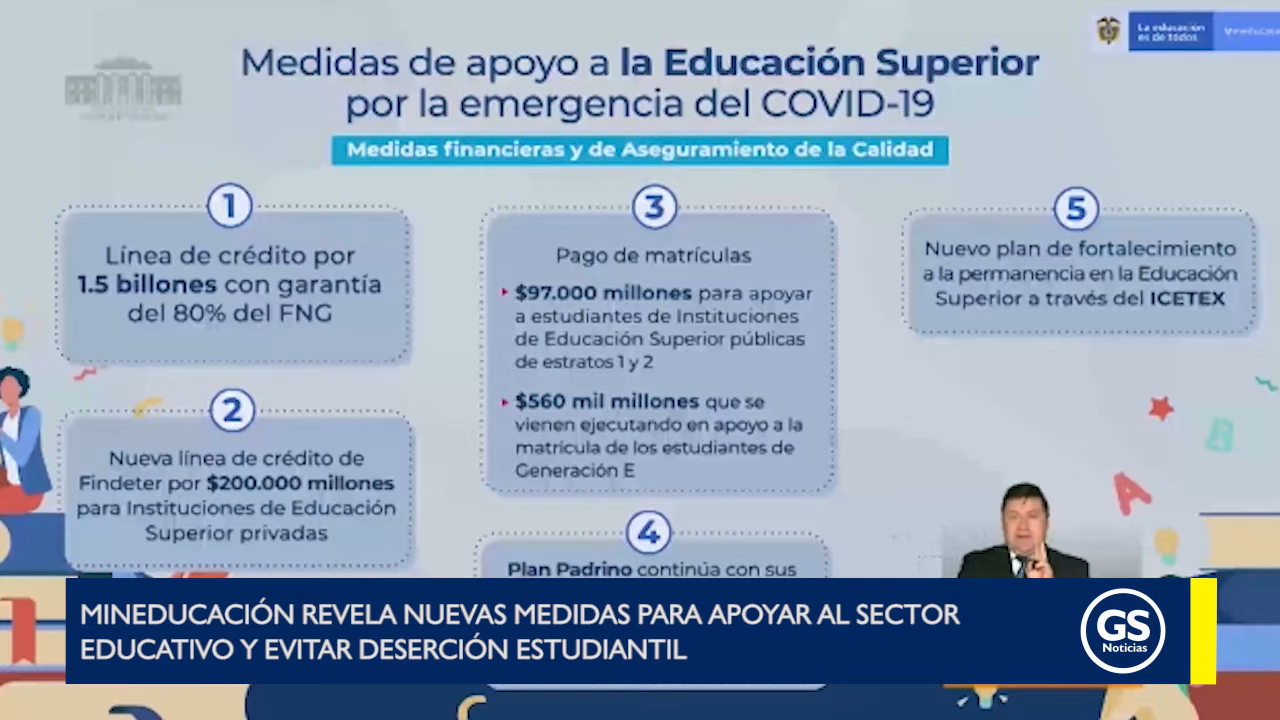 La educación
es de todos
Mineducación
Medidas de apoyo a la Educación Superior
por la emergencia del COVID-19
Medidas financieras y de Aseguramiento de la Calidad
1
Línea de crédito por
1.5 billones con garantía
del 80% del FNG
2
Nueva línea de crédito de
Findeter por $200.000 millones
para Instituciones de Educación
Superior privadas
3
Pago de matrículas
$97.000 millones para apoyar
a estudiantes de Instituciones
de Educación Superior públicas
de estratos 1 y 2
$560 mil millones que se
vienen ejecutando en apoyo a la
matrícula de los estudiantes de
Generación E
4
Plan Padrino continúa con sus
5
Nuevo plan de fortalecimiento
a la permanencia en la Educación
Superior a través del ICETEX
A
MINEDUCACIÓN REVELA NUEVAS MEDIDAS PARA APOYAR AL SECTOR
EDUCATIVO Y EVITAR DESERCIÓN ESTUDIANTIL
GS
Noticias